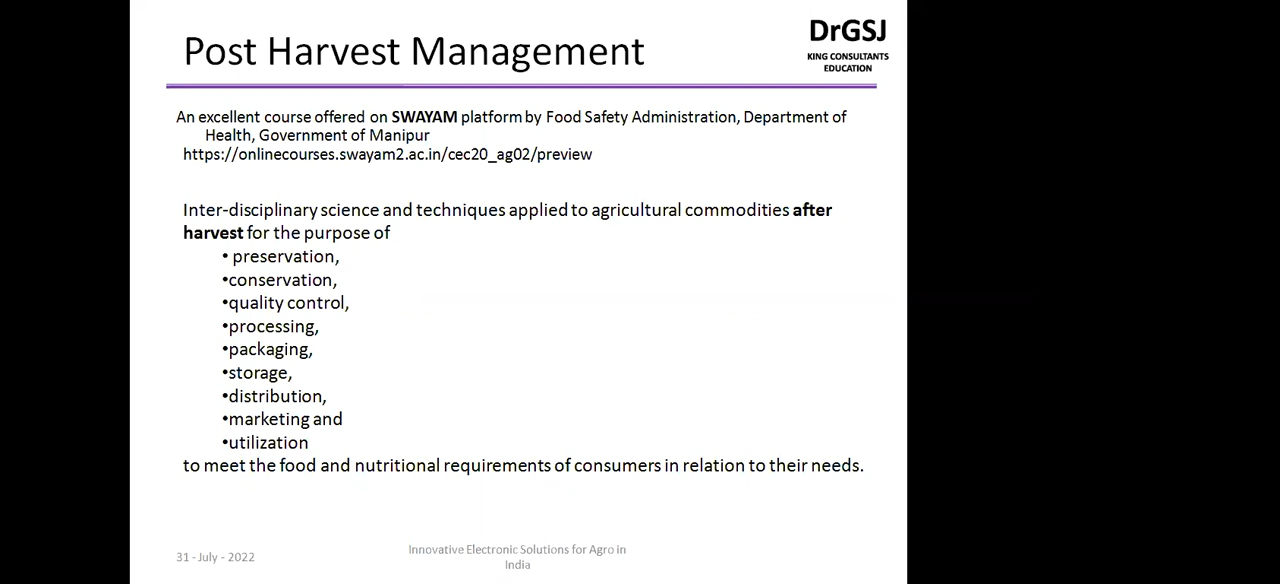 Post Harvest Management
DrGSJ
KING CONSULTANTS
EDUCATION
An excellent course offered on SWAYAM platform by Food Safety Administration, Department of
Health, Government of Manipur
https://onlinecourses.swayam2.ac.in/cec20_ag02/preview
Inter-disciplinary science and techniques applied to agricultural commodities after
harvest for the purpose of
• preservation,
•conservation,
•quality control,
•processing,
•packaging,
•storage,
•distribution,
•marketing and
•utilization
to meet the food and nutritional requirements of consumers in relation to their needs.
31 - July - 2022
Innovative Electronic Solutions for Agro in
India